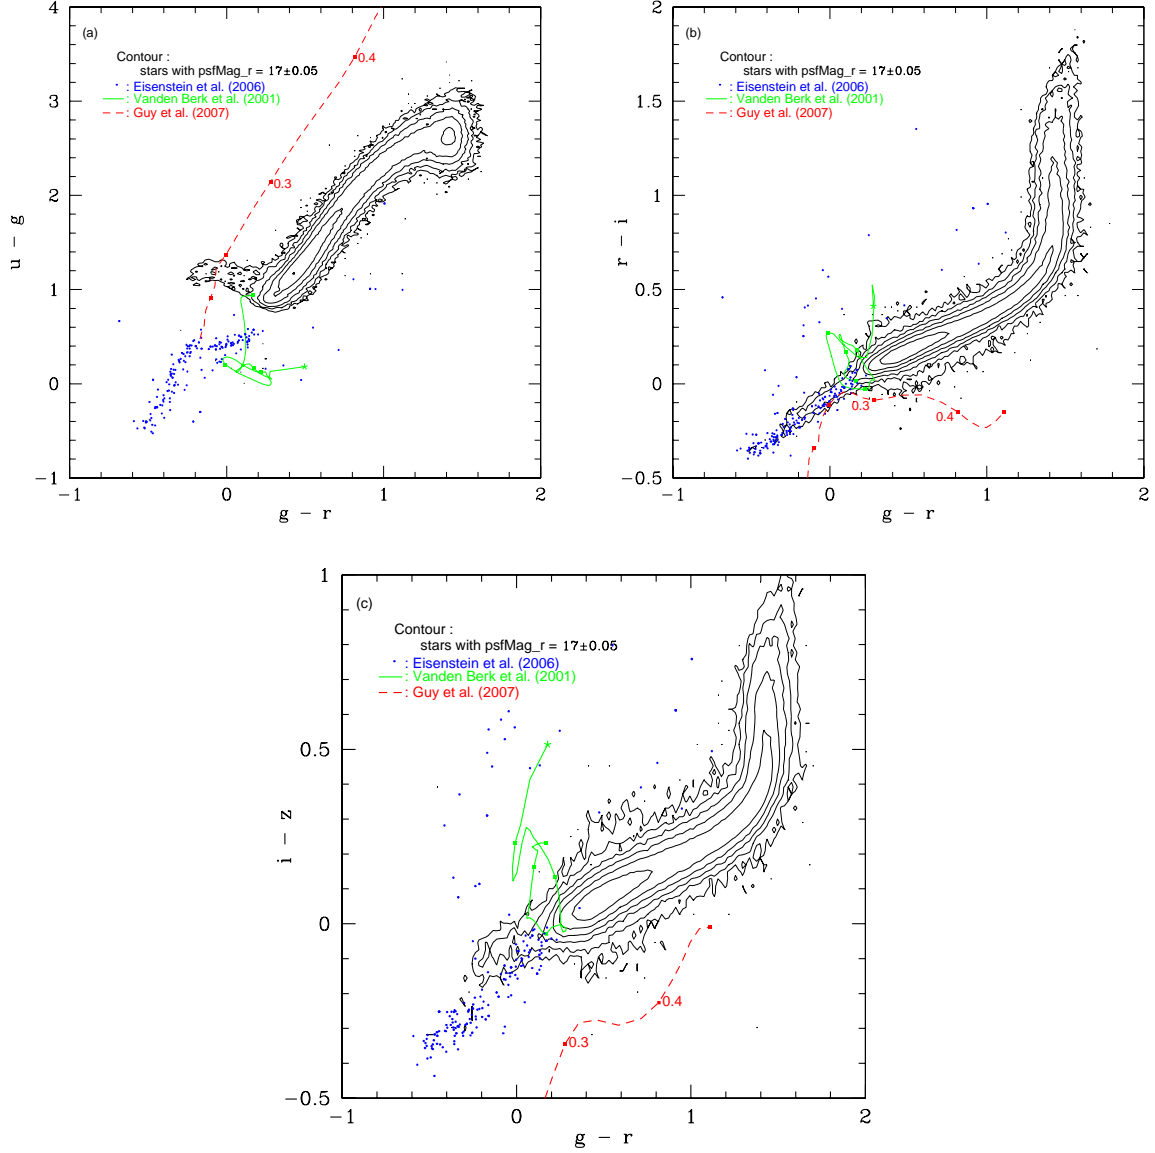 (a)
Contour :
stars with psfMag_r = 17±0.05
: Eisenstein et al. (2006)
: Vanden Berk et al. (2001)
: Guy et al. (2007)
0.4
0.3
4
3
2
1
0
−1
u − g
−1
0
1
2
g − r
(b)
Contour :
stars with psfMag_r = 17±0.05
: Eisenstein et al. (2006)
: Vanden Berk et al. (2001)
: Guy et al. (2007)
0.3
0.4
2
1.5
1
0.5
0
−0.5
r − i
−1
0
1
2
g − r
(c)
Contour :
stars with psfMag_r = 17±0.05
: Eisenstein et al. (2006)
: Vanden Berk et al. (2001)
: Guy et al. (2007)
0.4
0.3
1
0.5
0
−0.5
i − z
−1
0
1
2
g − r